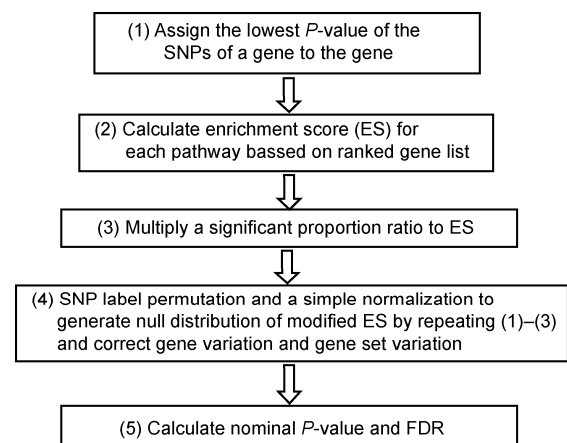 (1) Assign the lowest P-value of the
SNPs of a gene to the gene
(2) Calculate enrichment score (ES) for
each pathway bassed on ranked gene list
(3) Multiply a significant proportion ratio to ES
(4) SNP label permutation and a simple normalization to
generate null distribution of modified ES by repeating (1)–(3)
and correct gene variation and gene set variation
(5) Calculate nominal P-value and FDR